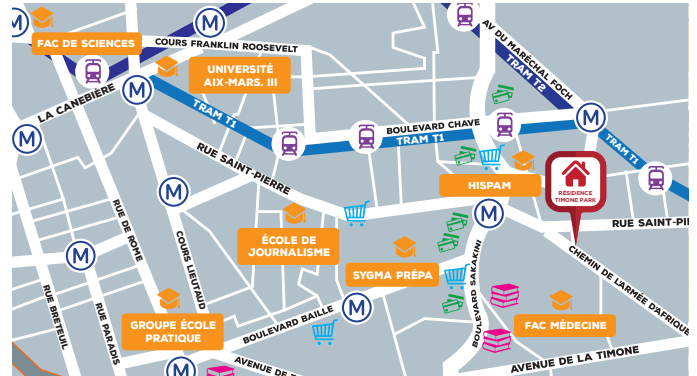 M
M
FAC DE SCIENCES
COURS FRANKLIN ROOSEVELT
AV DU MARÉCHAL FOCH
TRAM T2
UNIVERSITÉ
AIX-MARS. III
LA CANEBIÈRE
M
TRAM T1
BOULEVARD CHAVE
TRAM T1
M
TRAM T1
M
RUE SAINT-PIERRE
HISPAM
RÉSIDENCE
TIMONE PARK
M
M
RUE SAINT-PI
RUE DE ROME
COURS LIEUTAUD
ÉCOLE DE
JOURNALISME
SYGMA PRÉPA
BOULEVARD SAKAKINI
CHEMIN DE L'ARMÉE D'AFRIQUE
M
RUE BRETEUIL
RUE PARADIS
GROUPE ÉCOLE
PRATIQUE
BOULEVARD BAILLE
M
FAC MÉDECINE
M
AVENUE DE T
AVENUE DE LA TIMONE